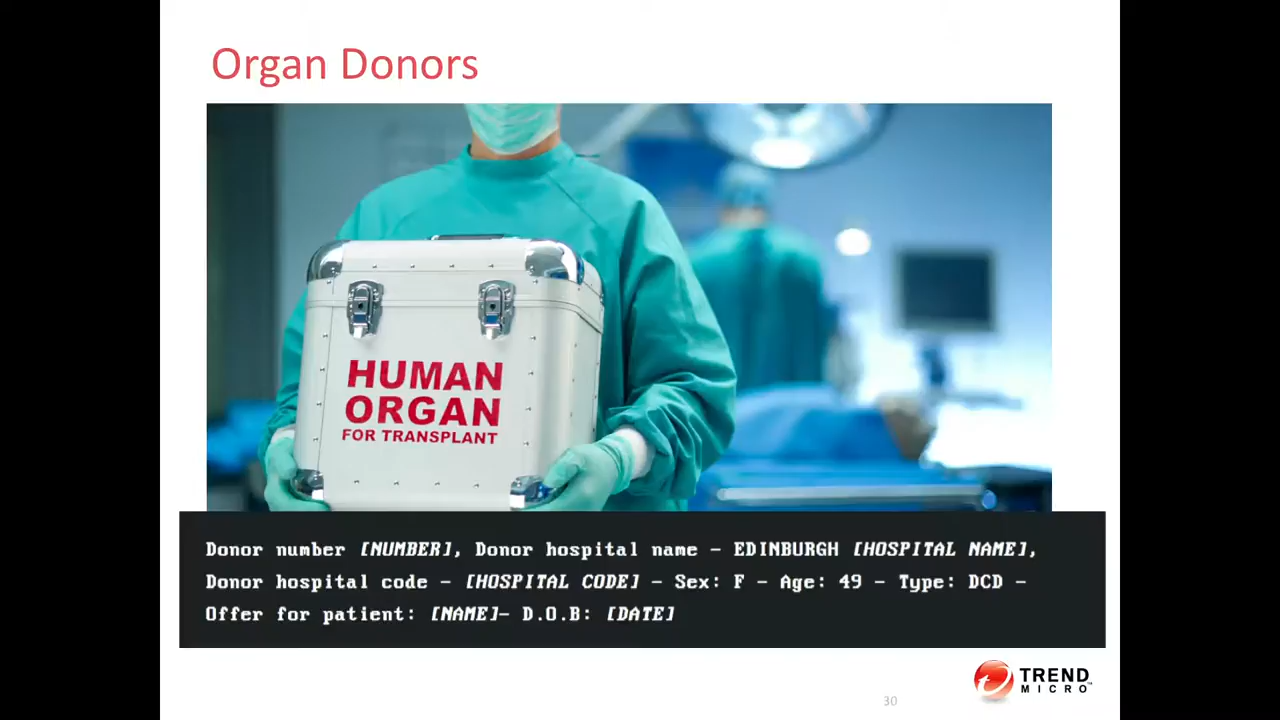 Organ Donors
HUMAN
ORGAN
FOR TRANSPLANT
Donor number [NUMBER], Donor hospital name - EDINBURGH [HOSPITAL NAME],
Donor hospital code - [HOSPITAL CODE] - Sex: F - Age: 49 - Type: DCD -
Offer for patient: [NAME]- D.O.B: [DATE]
TREND
MICRO
30